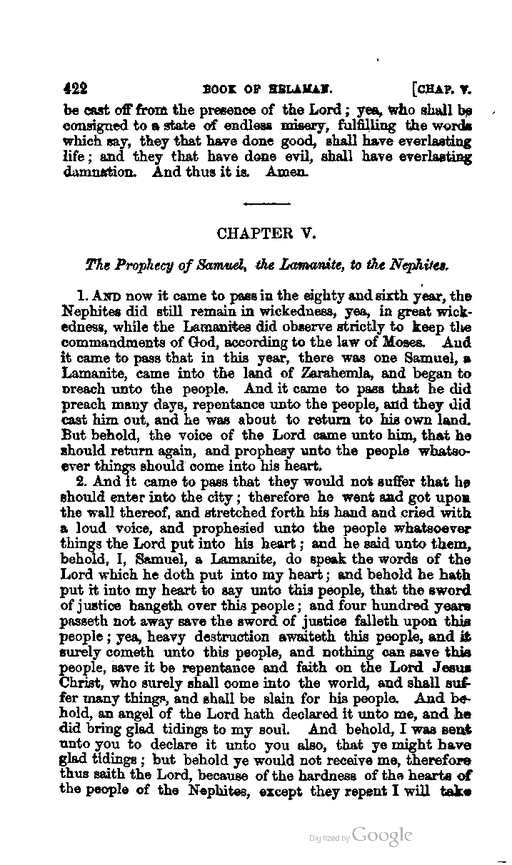 422 BOOK OF HELAMAN. [CHAP. V.
be cast off from the presence of the Lord; yea, who shall be
consigned to a state of endless misery, fulfilling the words
which say, they that have done good, shall have everlasting
life; and they that have done evil, shall have everlasting
damnation. And thus it is. Amen.
CHAPTER V.
The Prophecy of Samuel, the Lamanite, to the Nephites.
1. AND now it came to pass in the eighty and sixth year, the
Nephites did still remain in wickedness, yea, in great wick-
edness, while the Lamanites did observe strictly to keep the
commandments of God, according to the law of Moses. And
it came to pass that in this year, there was one Samuel, a
Lamanite, came into the land of Zarahemla, and began to
preach unto the people. And it came to pass that he did
preach many days, repentance unto the people, and they did
cast him out, and he was about to return to his own land.
But behold, the voice of the Lord came unto him, that he
should return again, and prophesy unto the people whatso-
ever things should come into his heart.
2. And it came to pass that they would not suffer that he
should enter into the city; therefore he went and got upon
the wall thereof, and stretched forth his hand and cried with
a loud voice, and prophesied unto the people whatsoever
things the Lord put into his heart; and he said unto them,
behold, I, Samuel, a Lamanite, do speak the words of the
Lord which he doth put into my heart; and behold he hath
put it into my heart to say unto this people, that the sword
of justice hangeth over this people; and four hundred years
passeth not away save the sword of justice falleth upon this
people; yea, heavy destruction awaiteth this people, and it
surely cometh unto this people, and nothing can save this
people, save it be repentance and faith on the Lord Jesus
Christ, who surely shall come into the world, and shall suf-
fer many things, and shall be slain for his people. And be-
hold, an angel of the Lord hath declared it unto me, and he
did bring glad tidings to my soul. And behold, I was sent
unto you to declare it unto you also, that ye might have
glad tidings; but behold ye would not receive me, therefore
thus saith the Lord, because of the hardness of the hearts of
the people of the Nephites, except they repent I will take
Digitized by Google